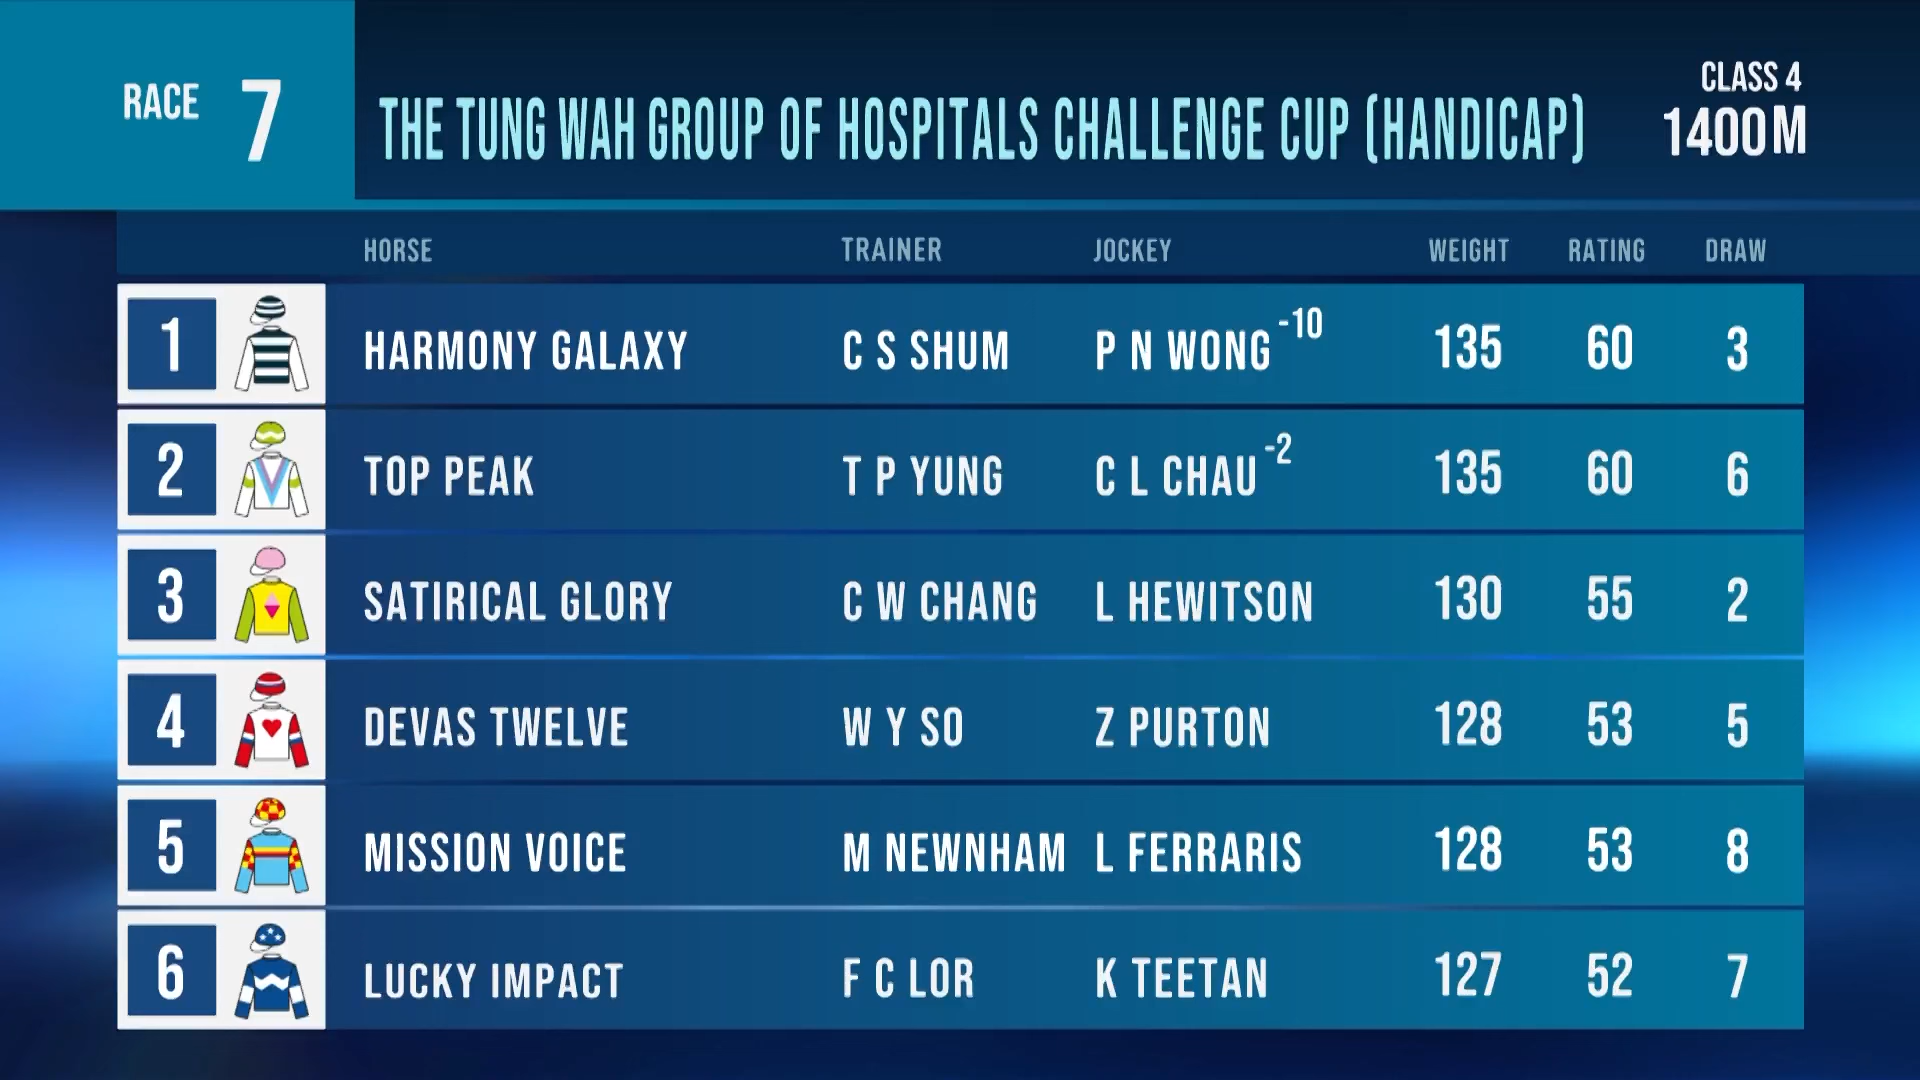 RACE 7
THE TUNG WAH GROUP OF HOSPITALS CHALLENGE CUP (HANDICAP)
CLASS 4
1400M
HORSE TRAINER JOCKEY WEIGHT RATING DRAW
1 HARMONY GALAXY C S SHUM P N WONG -10 135 60 3
2 TOP PEAK T P YUNG C L CHAU -2 135 60 6
3 SATIRICAL GLORY C W CHANG L HEWITSON 130 55 2
4 DEVAS TWELVE W Y SO Z PURTON 128 53 5
5 MISSION VOICE M NEWNHAM L FERRARIS 128 53 8
6 LUCKY IMPACT F C LOR K TEETAN 127 52 7